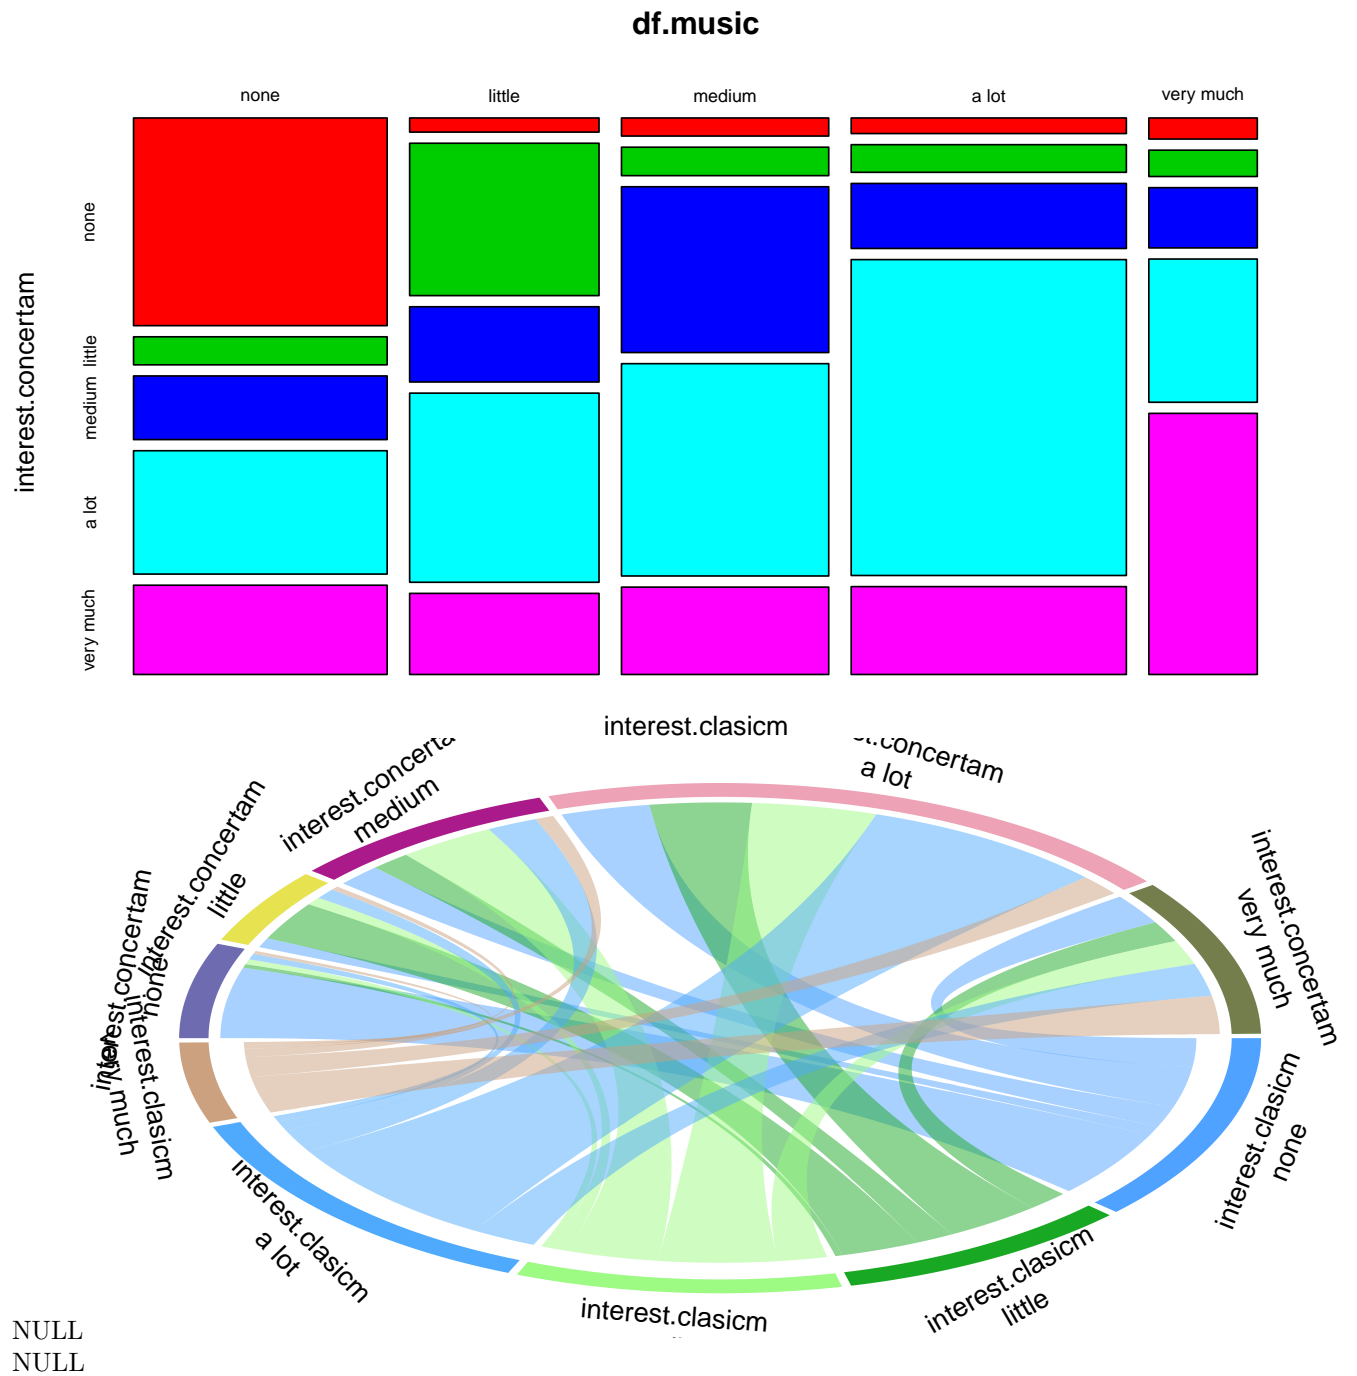 df.music
none
little
medium
a lot
very much
interest.concertam
none
little
medium
a lot
very much
interest.clasicm
a lot
medium
interest.concertam
little
interest.concertam
none
interest.concertam
very much
interest.clasicm
much
interest.clasicm
a lot
interest.clasicm
interest.clasicm
little
interest.clasicm
none
NULL
NULL